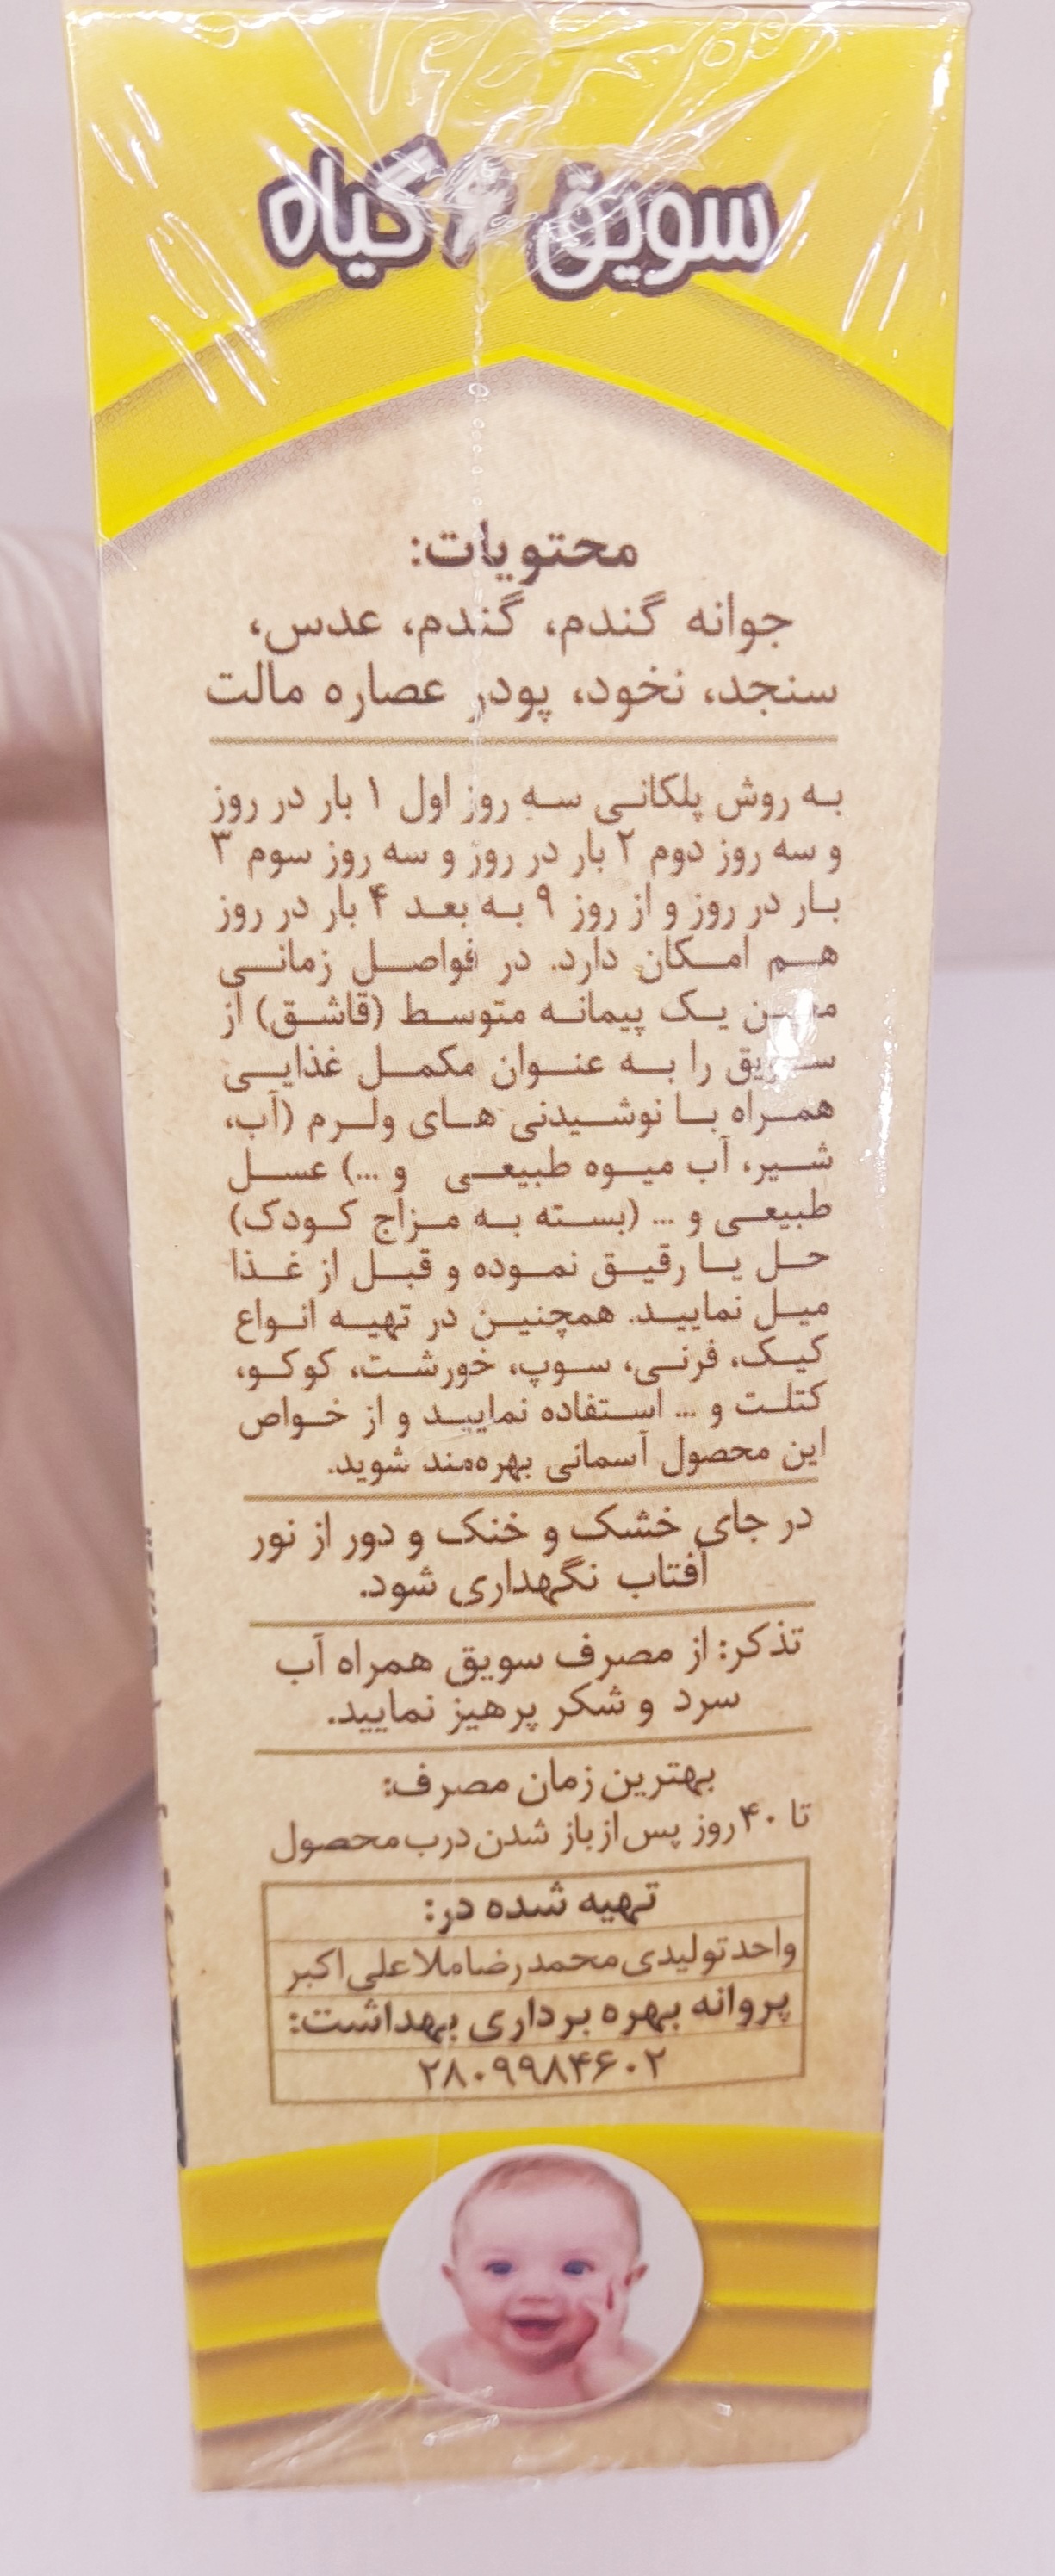 سویق ۶ گیاه
محتویات:
جوانه گندم، گندم، عدس،
سنجد، نخود، پودر عصاره مالت
به روش پلکانی سه روز اول ۱ بار در روز
و سه روز دوم ۲ بار در روز و سه روز سوم ۳
بار در روز و از روز ۹ به بعد ۴ بار در روز
هم امکان دارد. در فواصل زمانی
معین یک پیمانه متوسط (قاشق) از
سویق را به عنوان مکمل غذایی
همراه با نوشیدنی های ولرم (آب،
شیر، آب میوه طبیعی و ...) عسل
طبیعی و ... (بسته به مزاج کودک)
حل یا رقیق نموده و قبل از غذا
میل نمایید. همچنین در تهیه انواع
کیک، فرنی، سوپ، خورشت، کوکو،
کتلت و ... استفاده نمایید و از خواص
این محصول آسمانی بهره‌مند شوید.
در جای خشک و خنک و دور از نور
آفتاب نگهداری شود.
تذکر: از مصرف سویق همراه آب
سرد و شکر پرهیز نمایید.
بهترین زمان مصرف:
تا ۴۰ روز پس از باز شدن درب محصول
تهیه شده در:
واحد تولیدی محمدرضا ملاعلی اکبر
پروانه بهره برداری بهداشت:
۲۸۰۹۹۸۴۶۰۲